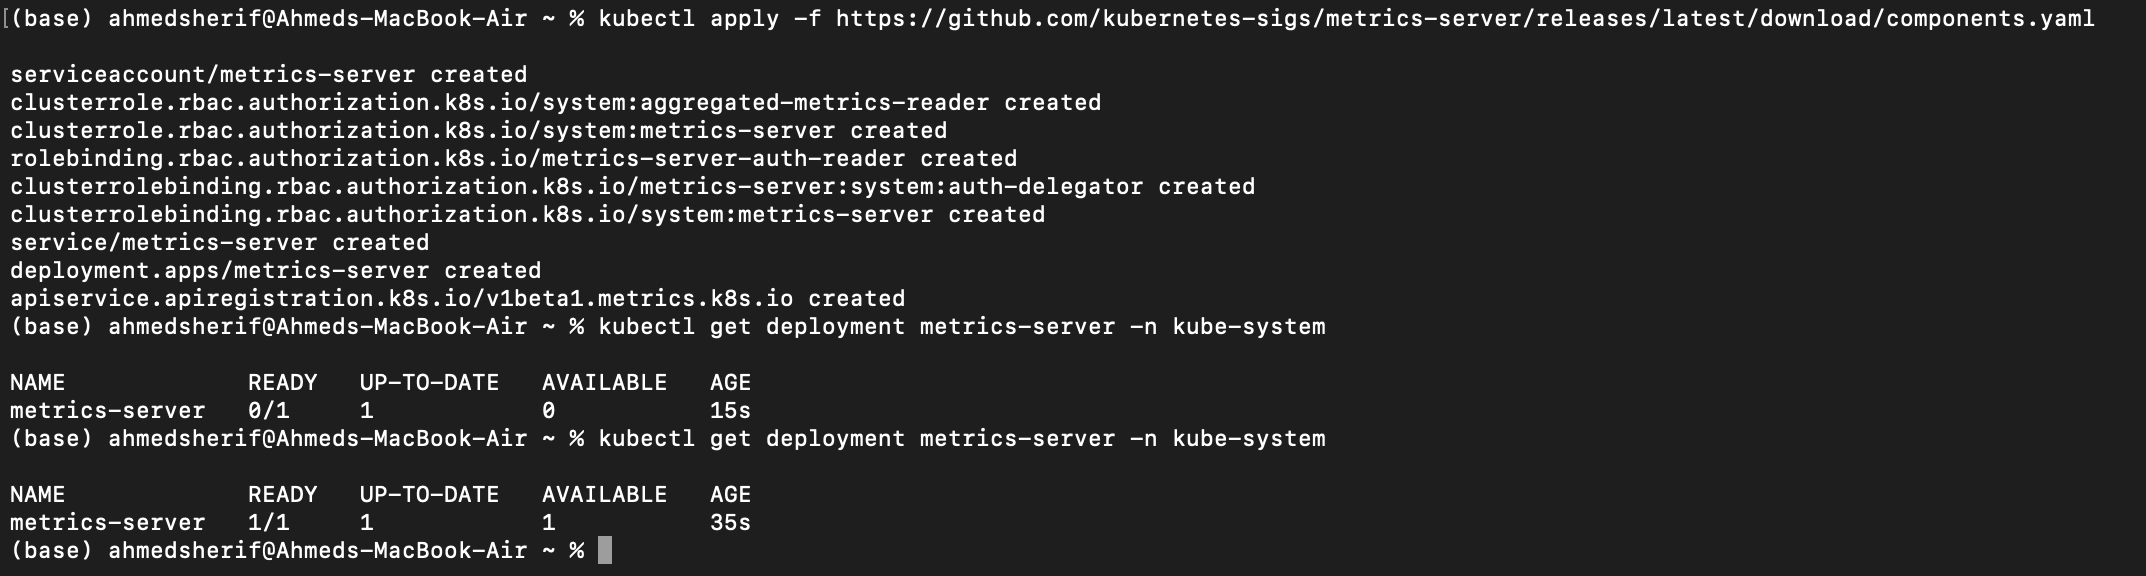 [(base) ahmedsherif@Ahmeds-MacBook-Air ~ % kubectl apply -f https://github.com/kubernetes-sigs/metrics-server/releases/latest/download/components.yaml
serviceaccount/metrics-server created
clusterrole.rbac.authorization.k8s.io/system:aggregated-metrics-reader created
clusterrole.rbac.authorization.k8s.io/system:metrics-server created
rolebinding.rbac.authorization.k8s.io/metrics-server-auth-reader created
clusterrolebinding.rbac.authorization.k8s.io/metrics-server:system:auth-delegator created
clusterrolebinding.rbac.authorization.k8s.io/system:metrics-server created
service/metrics-server created
deployment.apps/metrics-server created
apiservice.apiregistration.k8s.io/v1beta1.metrics.k8s.io created
(base) ahmedsherif@Ahmeds-MacBook-Air ~ % kubectl get deployment metrics-server -n kube-system
NAME             READY   UP-TO-DATE   AVAILABLE   AGE
metrics-server   0/1     1            0           15s
(base) ahmedsherif@Ahmeds-MacBook-Air ~ % kubectl get deployment metrics-server -n kube-system
NAME             READY   UP-TO-DATE   AVAILABLE   AGE
metrics-server   1/1     1            1           35s
(base) ahmedsherif@Ahmeds-MacBook-Air ~ %